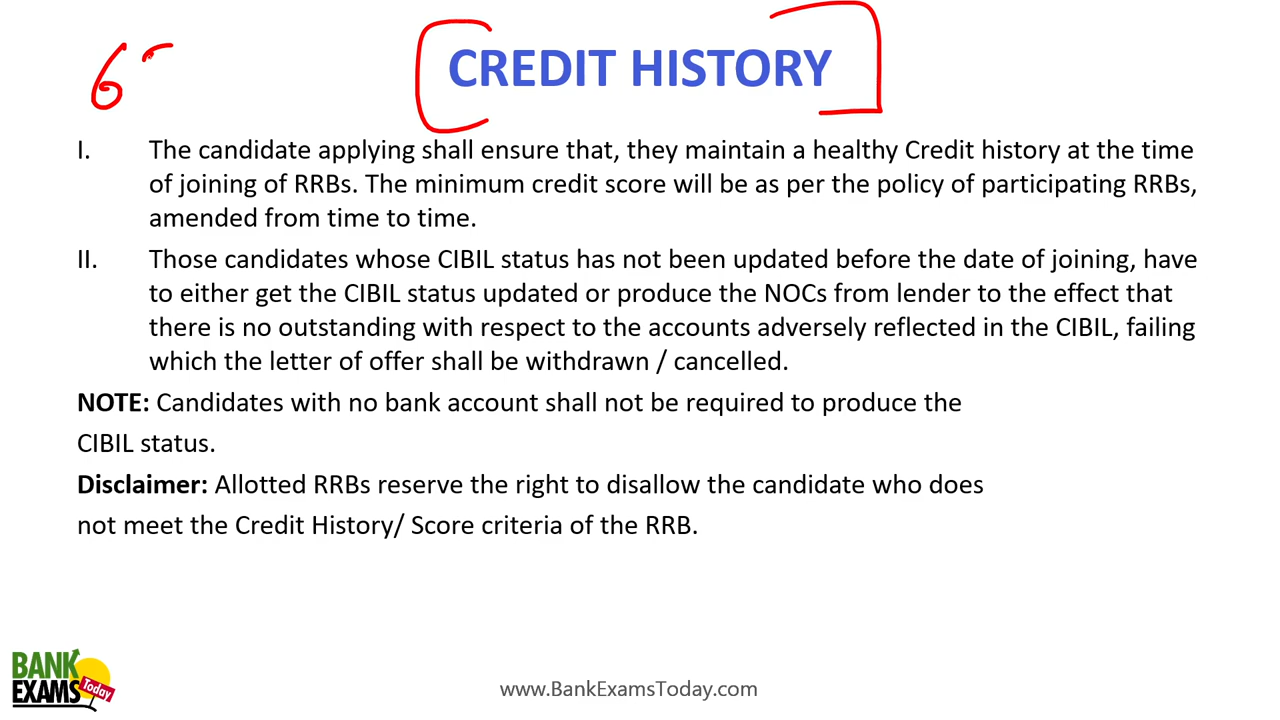 CREDIT HISTORY
6
I. The candidate applying shall ensure that, they maintain a healthy Credit history at the time
of joining of RRBs. The minimum credit score will be as per the policy of participating RRBs,
amended from time to time.
II. Those candidates whose CIBIL status has not been updated before the date of joining, have
to either get the CIBIL status updated or produce the NOCs from lender to the effect that
there is no outstanding with respect to the accounts adversely reflected in the CIBIL, failing
which the letter of offer shall be withdrawn / cancelled.
NOTE: Candidates with no bank account shall not be required to produce the
CIBIL status.
Disclaimer: Allotted RRBs reserve the right to disallow the candidate who does
not meet the Credit History/ Score criteria of the RRB.
BANK
EXAMS Today
www.BankExamsToday.com